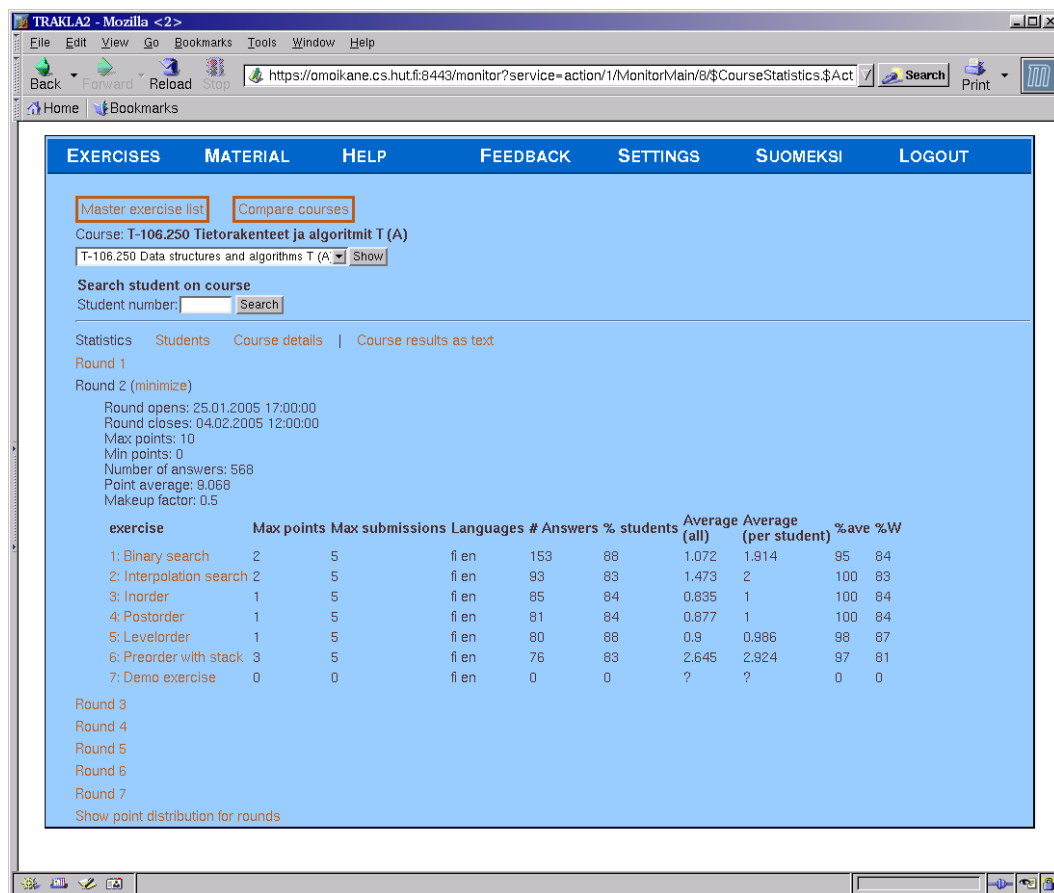 TRAKLA2 - Mozilla <2>
File Edit View Go Bookmarks Tools Window Help
Back Forward Reload Stop https://omoikane.cs.hut.fi:8443/monitor?service=action/1/MonitorMain/8/$CourseStatistics.$Act Search Print
Home Bookmarks
EXERCISES MATERIAL HELP FEEDBACK SETTINGS SUOMEKSI LOGOUT
Master exercise list Compare courses
Course: T-106.250 Tietorakenteet ja algoritmit T (A)
T-106.250 Data structures and algorithms T (A) Show
Search student on course
Student number: Search
Statistics Students Course details | Course results as text
Round 1
Round 2 (minimize)
Round opens: 25.01.2005 17:00:00
Round closes: 04.02.2005 12:00:00
Max points: 10
Min points: 0
Number of answers: 568
Point average: 9.068
Makeup factor: 0.5
exercise Max points Max submissions Languages # Answers % students Average (all) Average (per student) %ave %W
1: Binary search 2 5 fi en 153 88 1.072 1.914 95 84
2: Interpolation search 2 5 fi en 93 83 1.473 2 100 83
3: Inorder 1 5 fi en 85 84 0.835 1 100 84
4: Postorder 1 5 fi en 81 84 0.877 1 100 84
5: Levelorder 1 5 fi en 80 88 0.9 0.986 98 87
6: Preorder with stack 3 5 fi en 76 83 2.645 2.924 97 81
7: Demo exercise 0 0 fi en 0 0 ? ? 0 0
Round 3
Round 4
Round 5
Round 6
Round 7
Show point distribution for rounds